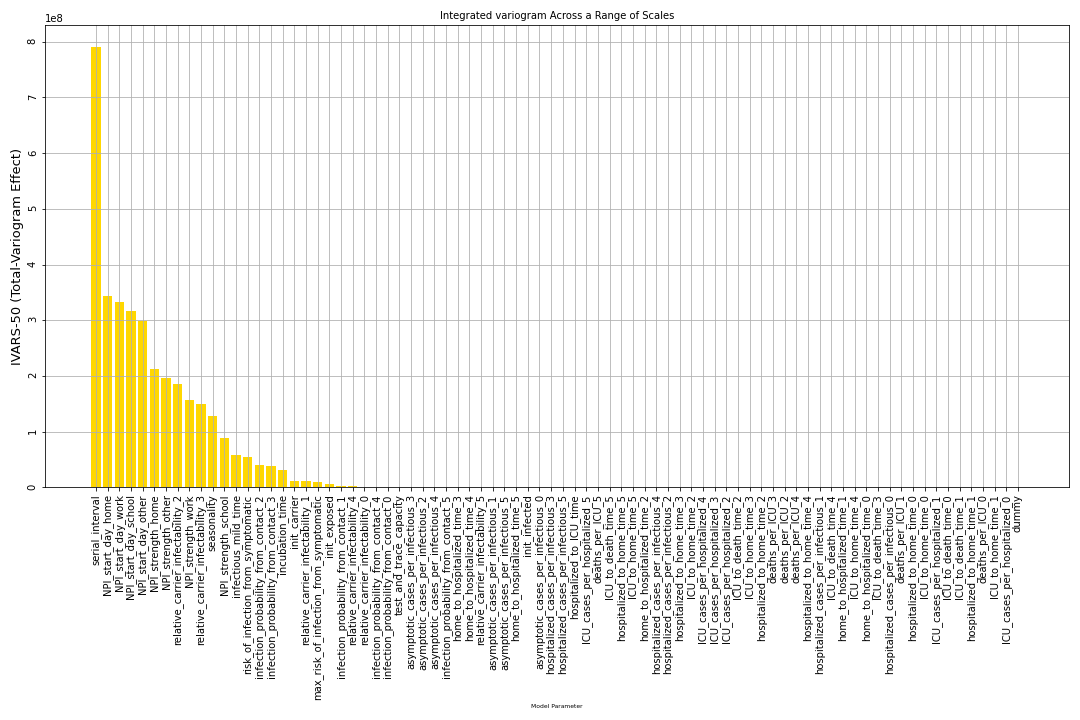 Integrated variogram Across a Range of Scales
1e8
8
7
6
5
4
3
2
1
0
IVARS-50 (Total-Variogram Effect)
serial_interval
NPI_start_day_home
NPI_start_day_work
NPI_start_day_school
NPI_start_day_other
NPI_strength_home
NPI_strength_other
relative_carrier_infectability_2
NPI_strength_work
relative_carrier_infectability_3
seasonality
NPI_strength_school
infectious_mild_time
risk_of_infection_from_symptomatic
infection_probability_from_contact_2
infection_probability_from_contact_3
incubation_time
init_carrier
relative_carrier_infectability_1
max_risk_of_infection_from_symptomatic
init_exposed
infection_probability_from_contact_1
relative_carrier_infectability_4
relative_carrier_infectability_0
infection_probability_from_contact_4
infection_probability_from_contact_0
test_and_trace_capacity
asymptotic_cases_per_infectious_3
asymptotic_cases_per_infectious_2
asymptotic_cases_per_infectious_4
infection_probability_from_contact_5
home_to_hospitalized_time_3
home_to_hospitalized_time_4
relative_carrier_infectability_5
asymptotic_cases_per_infectious_1
asymptotic_cases_per_infectious_5
home_to_hospitalized_time_5
init_infected
asymptotic_cases_per_infectious_0
hospitalized_cases_per_infectious_3
hospitalized_cases_per_infectious_5
hospitalized_to_ICU_time
ICU_cases_per_hospitalized_5
deaths_per_ICU_5
ICU_to_death_time_5
hospitalized_to_home_time_5
ICU_to_home_time_5
home_to_hospitalized_time_2
hospitalized_cases_per_infectious_4
hospitalized_cases_per_infectious_2
hospitalized_to_home_time_3
ICU_to_home_time_2
ICU_cases_per_hospitalized_4
ICU_cases_per_hospitalized_3
ICU_cases_per_hospitalized_2
ICU_to_death_time_2
ICU_to_home_time_3
hospitalized_to_home_time_2
deaths_per_ICU_3
deaths_per_ICU_2
deaths_per_ICU_4
hospitalized_to_home_time_4
hospitalized_cases_per_infectious_1
ICU_to_death_time_4
home_to_hospitalized_time_1
ICU_to_home_time_4
home_to_hospitalized_time_0
ICU_to_death_time_3
hospitalized_cases_per_infectious_0
deaths_per_ICU_1
hospitalized_to_home_time_0
ICU_to_home_time_0
ICU_cases_per_hospitalized_1
ICU_to_death_time_0
ICU_to_death_time_1
hospitalized_to_home_time_1
deaths_per_ICU_0
ICU_to_home_time_1
ICU_cases_per_hospitalized_0
dummy
Model Parameter